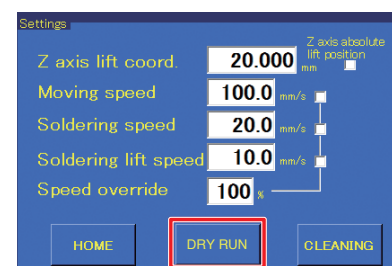 Settings
Z axis absolute
lift position
Z axis lift coord. 20.000 mm
Moving speed 100.0 mm/s
Soldering speed 20.0 mm/s
Soldering lift speed 10.0 mm/s
Speed override 100 %
HOME DRY RUN CLEANING